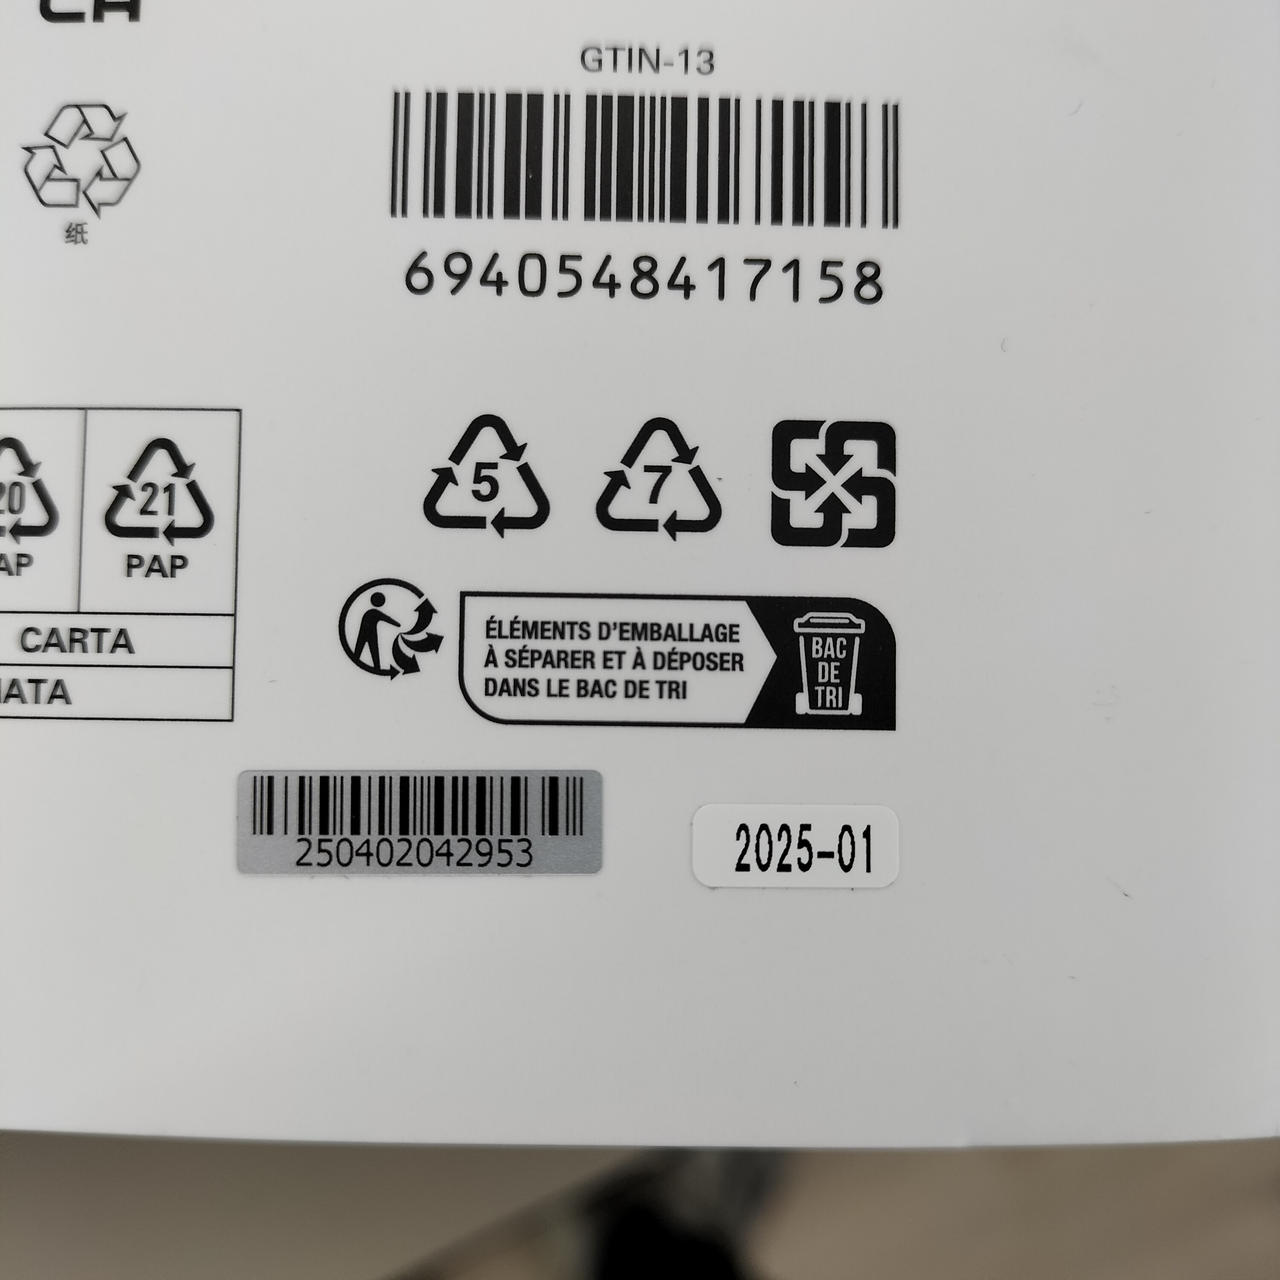 GTIN-13
纸
6940548417158
5
7
20
21
PAP
CARTA
ÉLÉMENTS D'EMBALLAGE
À SÉPARER ET À DÉPOSER
DANS LE BAC DE TRI
BAC
DE
TRI
250402042953
2025-01